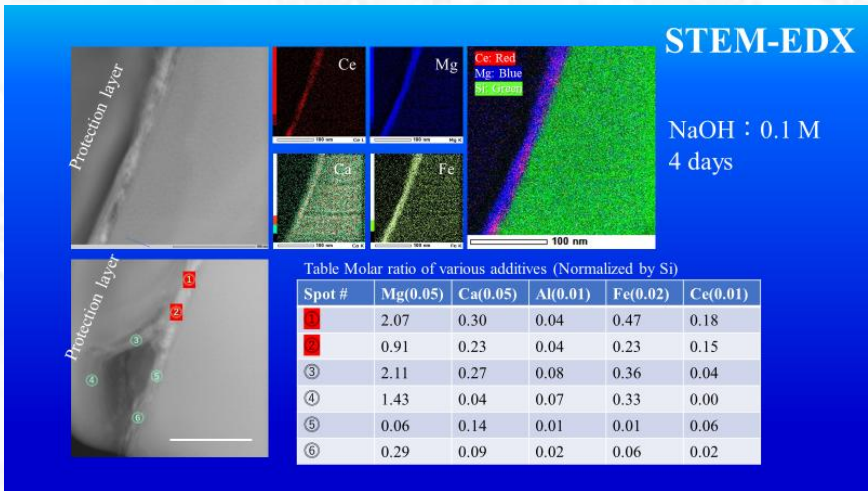 STEM-EDX
Protection layer
Ce
Mg
100 nm
Ce L
100 nm
Mg K
Ca
Fe
100 nm
Ca K
100 nm
Fe K
Ce: Red
Mg: Blue
Si: Green
100 nm
NaOH：0.1 M
4 days
Protection layer
①
②
③
④
⑤
⑥
Table Molar ratio of various additives (Normalized by Si)
Spot # Mg(0.05) Ca(0.05) Al(0.01) Fe(0.02) Ce(0.01)
① 2.07 0.30 0.04 0.47 0.18
② 0.91 0.23 0.04 0.23 0.15
③ 2.11 0.27 0.08 0.36 0.04
④ 1.43 0.04 0.07 0.33 0.00
⑤ 0.06 0.14 0.01 0.01 0.06
⑥ 0.29 0.09 0.02 0.06 0.02